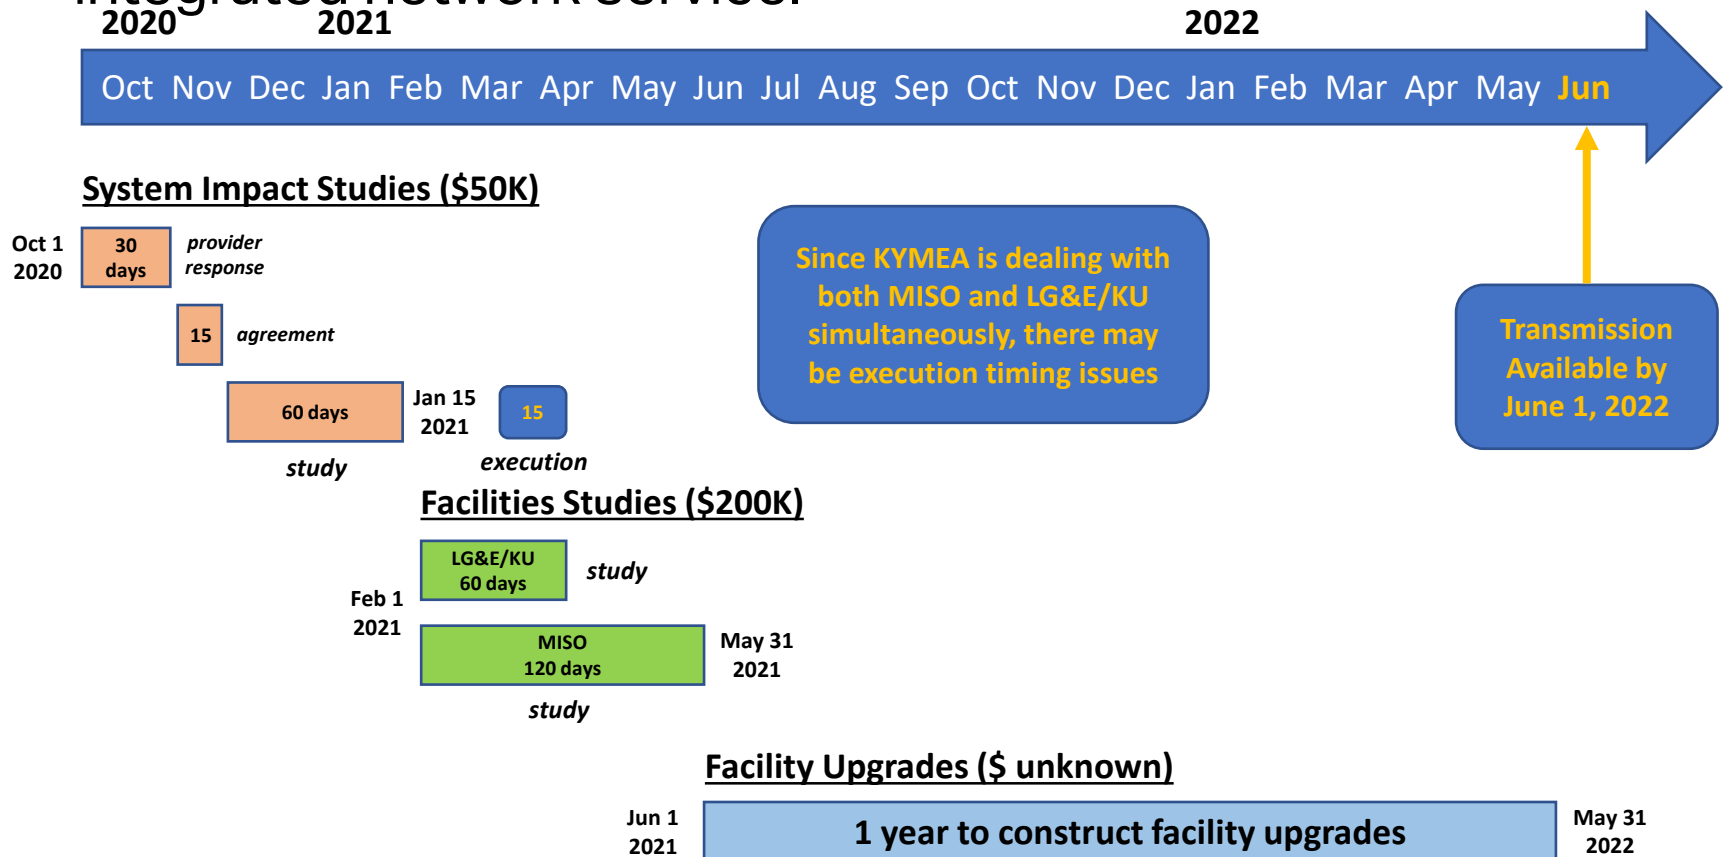 integrated network service.
2020 2021 2022
Oct Nov Dec Jan Feb Mar Apr May Jun Jul Aug Sep Oct Nov Dec Jan Feb Mar Apr May Jun
System Impact Studies ($50K)
Oct 1
2020
30
days
provider
response
15
agreement
60 days
study
Jan 15
2021
15
execution
Since KYMEA is dealing with
both MISO and LG&E/KU
simultaneously, there may
be execution timing issues
Transmission
Available by
June 1, 2022
Facilities Studies ($200K)
Feb 1
2021
LG&E/KU
60 days
study
MISO
120 days
study
May 31
2021
Facility Upgrades ($ unknown)
Jun 1
2021
1 year to construct facility upgrades
May 31
2022